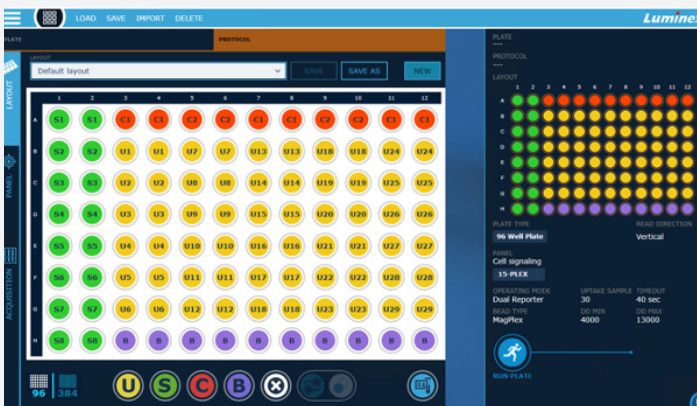 LOAD SAVE IMPORT DELETE Luminex
PLATE PROTOCOL
LAYOUT
Default layout SAVE SAVE AS NEW
1 2 3 4 5 6 7 8 9 10 11 12
A S1 S1 C1 C1 C2 C2 C1 C1 C2 C2 C1 C1
B S2 S2 U1 U1 U7 U7 U13 U13 U18 U18 U24 U24
C S3 S3 U2 U2 U8 U8 U14 U14 U19 U19 U25 U25
D S4 S4 U3 U3 U9 U9 U15 U15 U20 U20 U26 U26
E S5 S5 U4 U4 U10 U10 U16 U16 U21 U21 U27 U27
F S6 S6 U5 U5 U11 U11 U17 U17 U22 U22 U28 U28
G S7 S7 U6 U6 U12 U12 U18 U18 U23 U23 U29 U29
H S8 S8 B B B B B B B B B B
96 384 U S C B
LAYOUT
PANEL
ACQUISITION
PLATE
---
PROTOCOL
---
LAYOUT
1 2 3 4 5 6 7 8 9 10 11 12
A
B
C
D
E
F
G
H
PLATE TYPE READ DIRECTION
96 Well Plate Vertical
PANEL
Cell signaling
15-PLEX
OPERATING MODE UPTAKE SAMPLE TIMEOUT
Dual Reporter 30 40 sec
BEAD TYPE DD MIN DD MAX
MagPlex 4000 13000
RUN PLATE